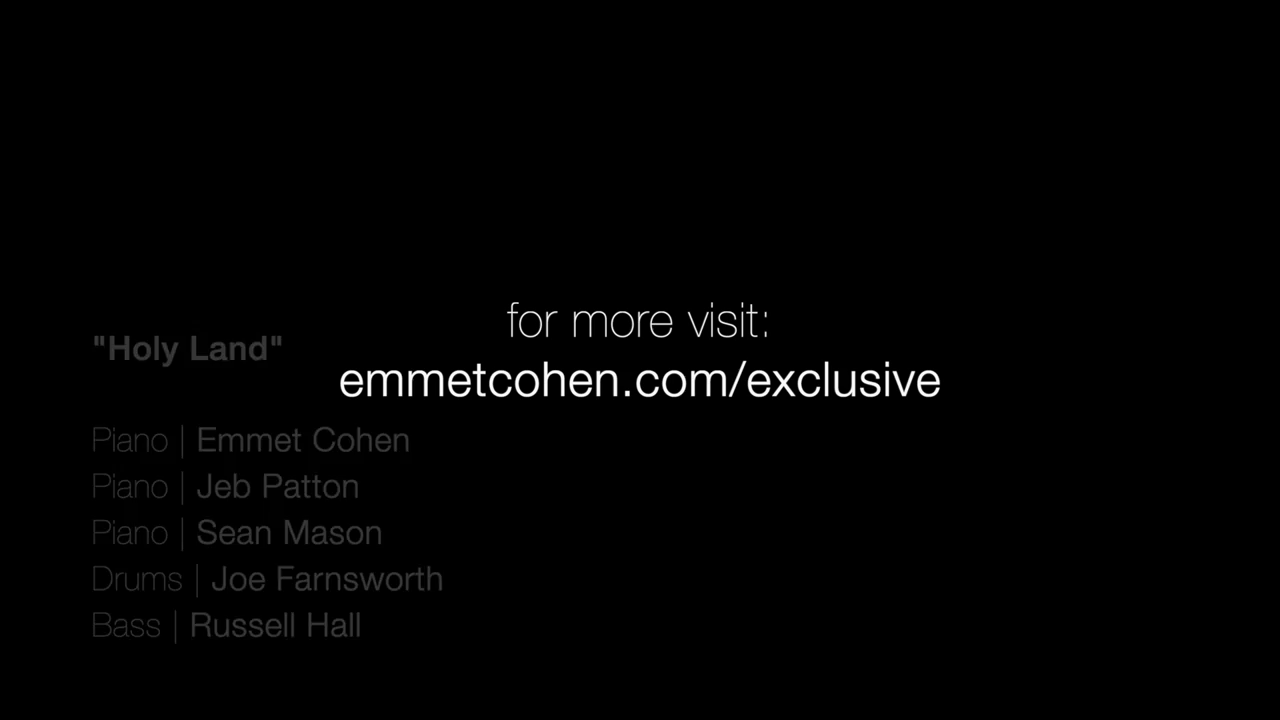 for more visit:
emmetcohen.com/exclusive
"Holy Land"
Piano | Emmet Cohen
Piano | Jeb Patton
Piano | Sean Mason
Drums | Joe Farnsworth
Bass | Russell Hall